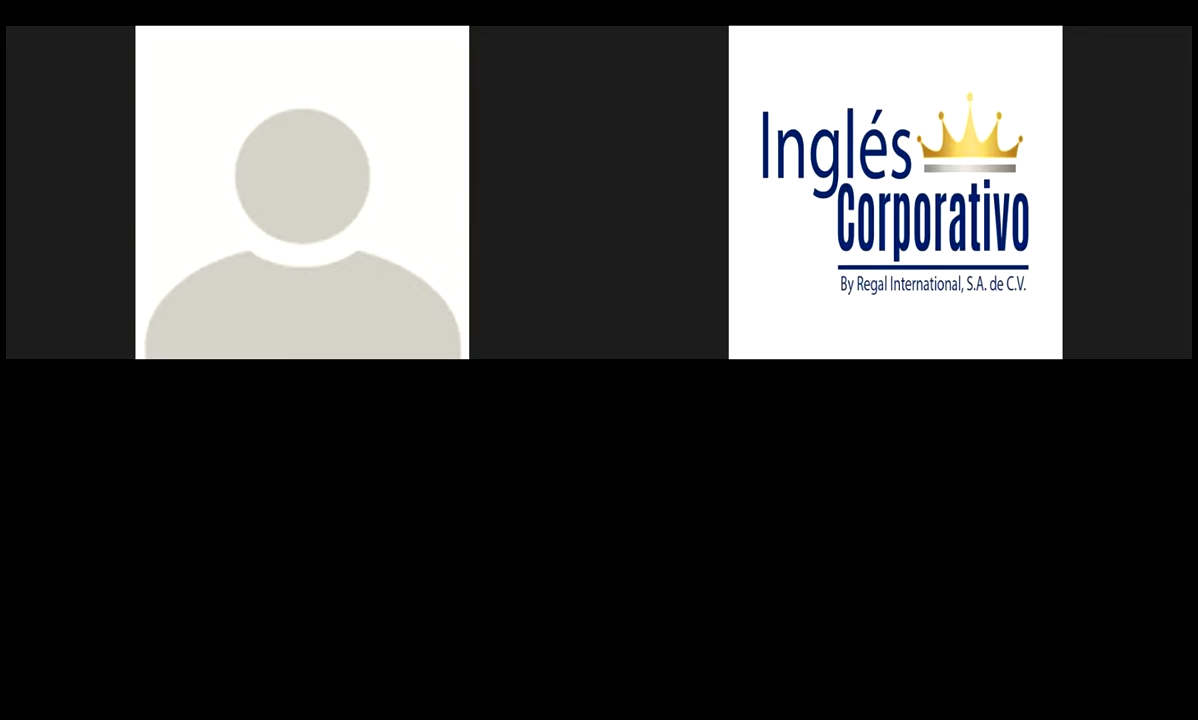 Inglés
Corporativo
By Regal International, S.A. de C.V.